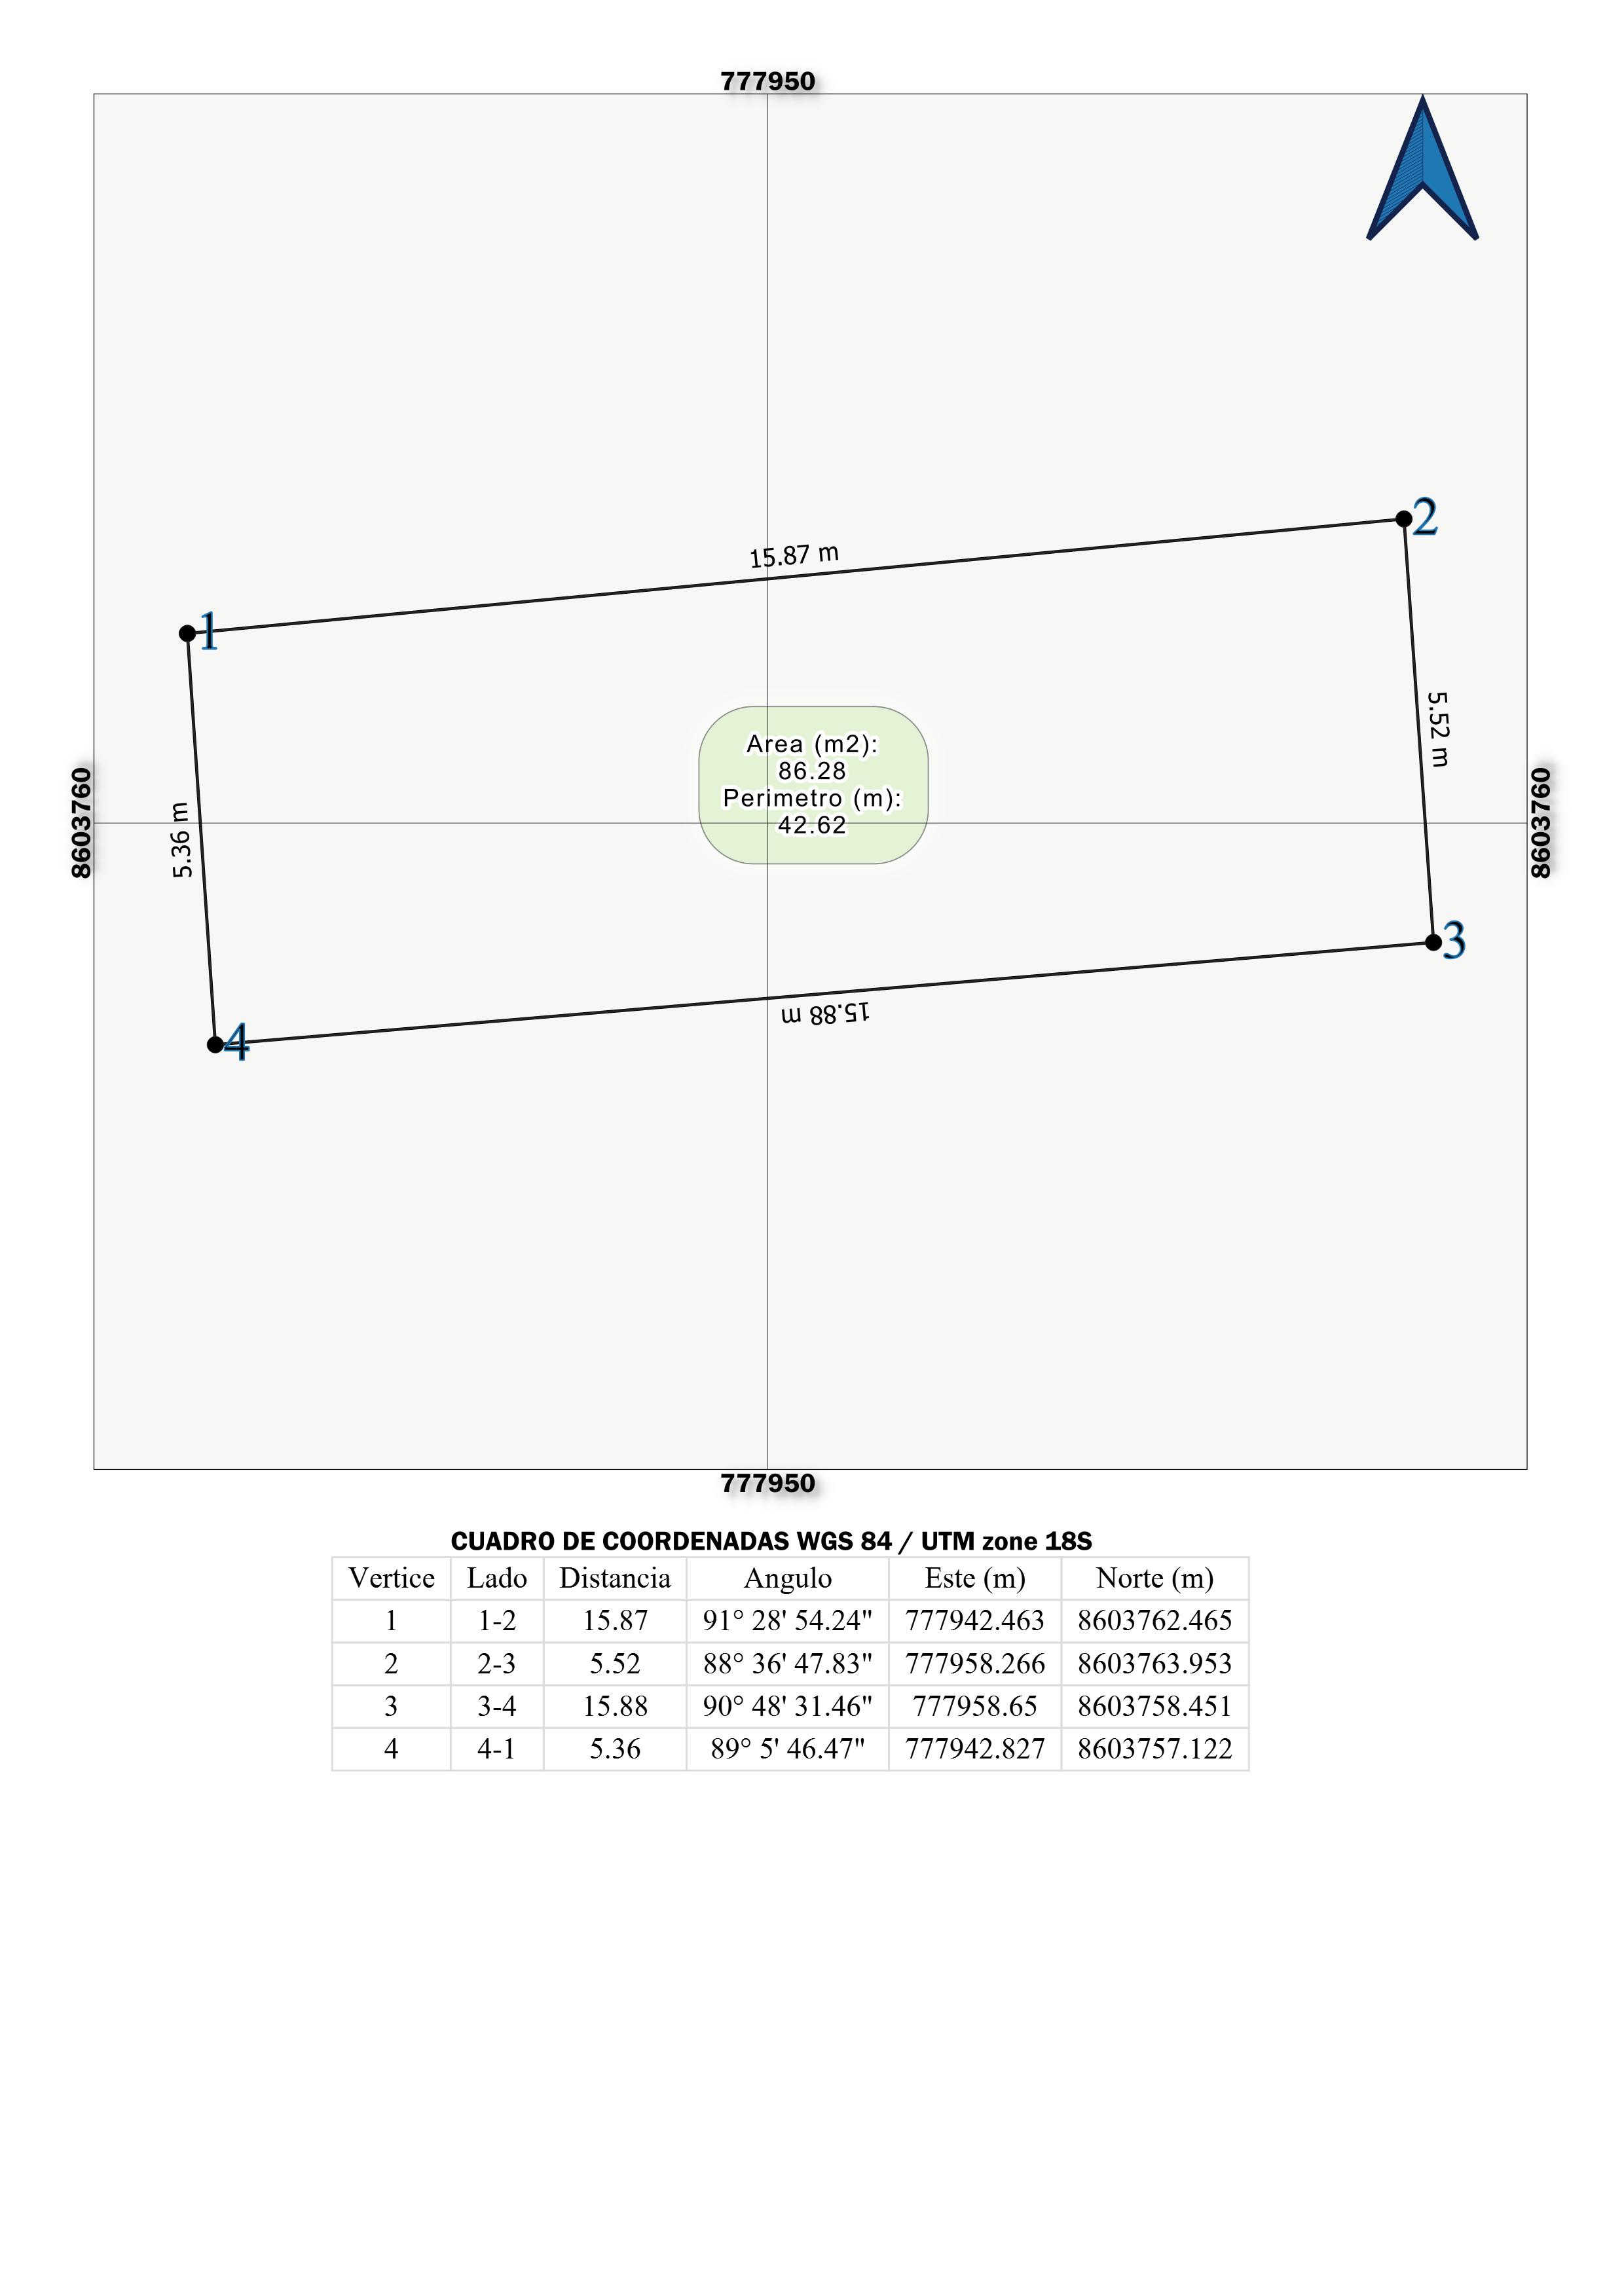 777950
2
15.87 m
1
5.52 m
Area (m2):
86.28
Perimetro (m):
42.62
8603760
8603760
5.36 m
3
15.88 m
4
777950
CUADRO DE COORDENADAS WGS 84 / UTM zone 18S
Vertice Lado Distancia Angulo Este (m) Norte (m)
1 1-2 15.87 91° 28' 54.24" 777942.463 8603762.465
2 2-3 5.52 88° 36' 47.83" 777958.266 8603763.953
3 3-4 15.88 90° 48' 31.46" 777958.65 8603758.451
4 4-1 5.36 89° 5' 46.47" 777942.827 8603757.122